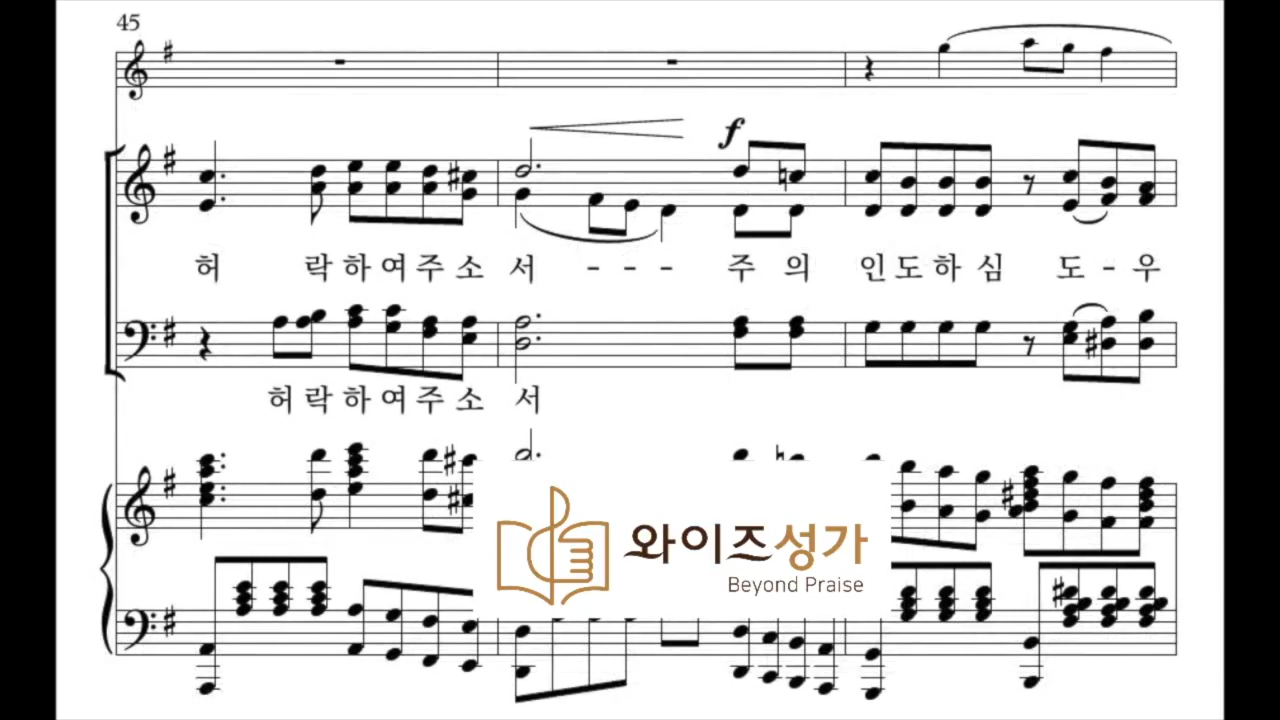 45
f
허 락 하 여 주 소 서 - - - 주 의 인 도 하 심 도 - 우
허 락 하 여 주 소 서
와이즈성가
Beyond Praise